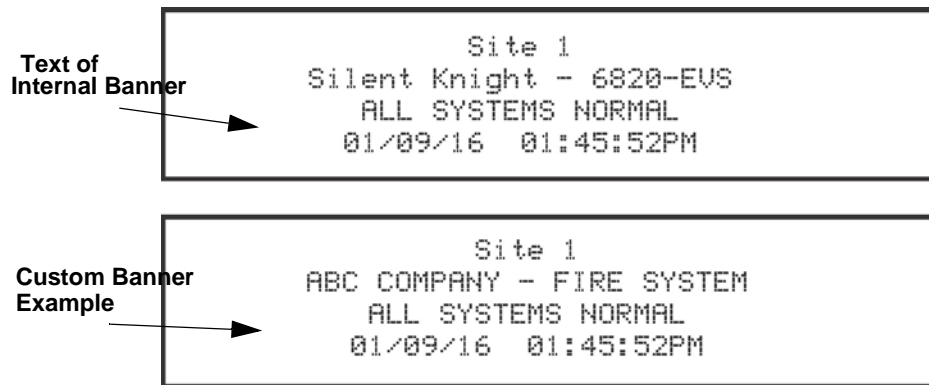 Text of
Internal Banner
Site 1
Silent Knight - 6820-EVS
ALL SYSTEMS NORMAL
01/09/16 01:45:52PM
Custom Banner
Example
Site 1
ABC COMPANY - FIRE SYSTEM
ALL SYSTEMS NORMAL
01/09/16 01:45:52PM